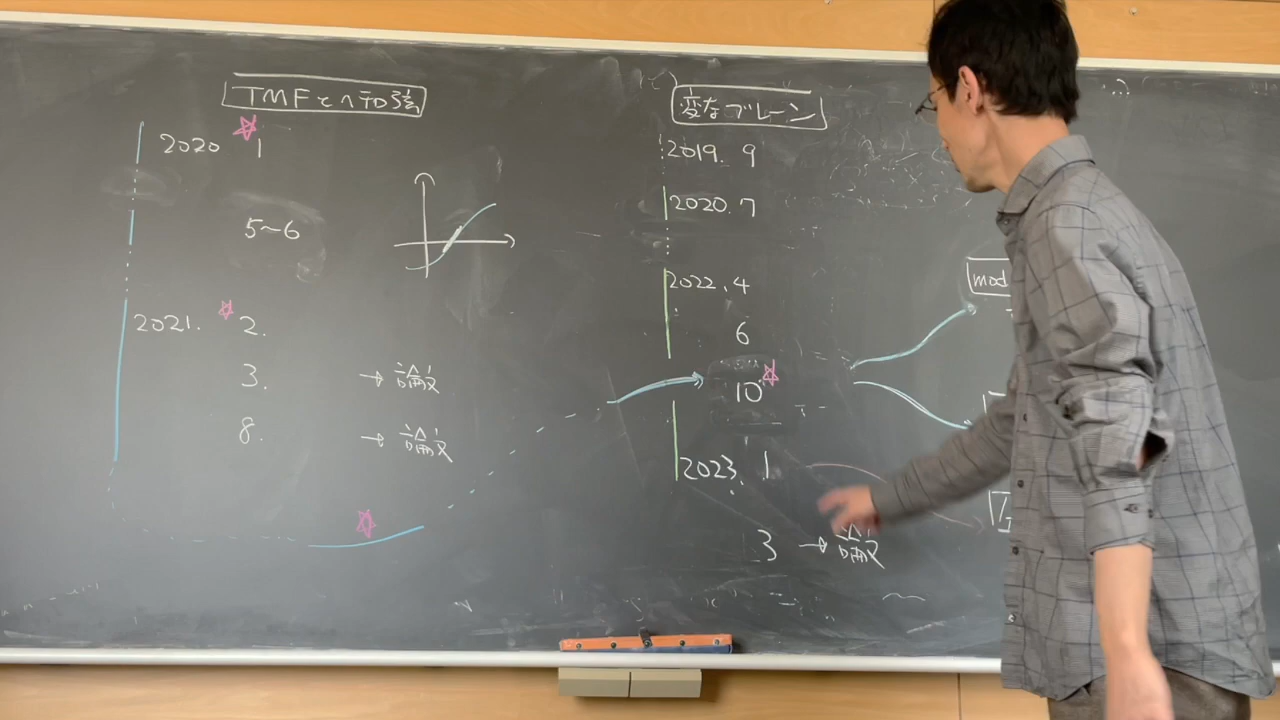 TMFとヘテロ弦
2020 1
5~6
2021. 2.
3. → 論文
8. → 論文
変なブレーン
2019. 9
2020. 7
2022. 4
6
10
2023. 1
3 → 論文
mod